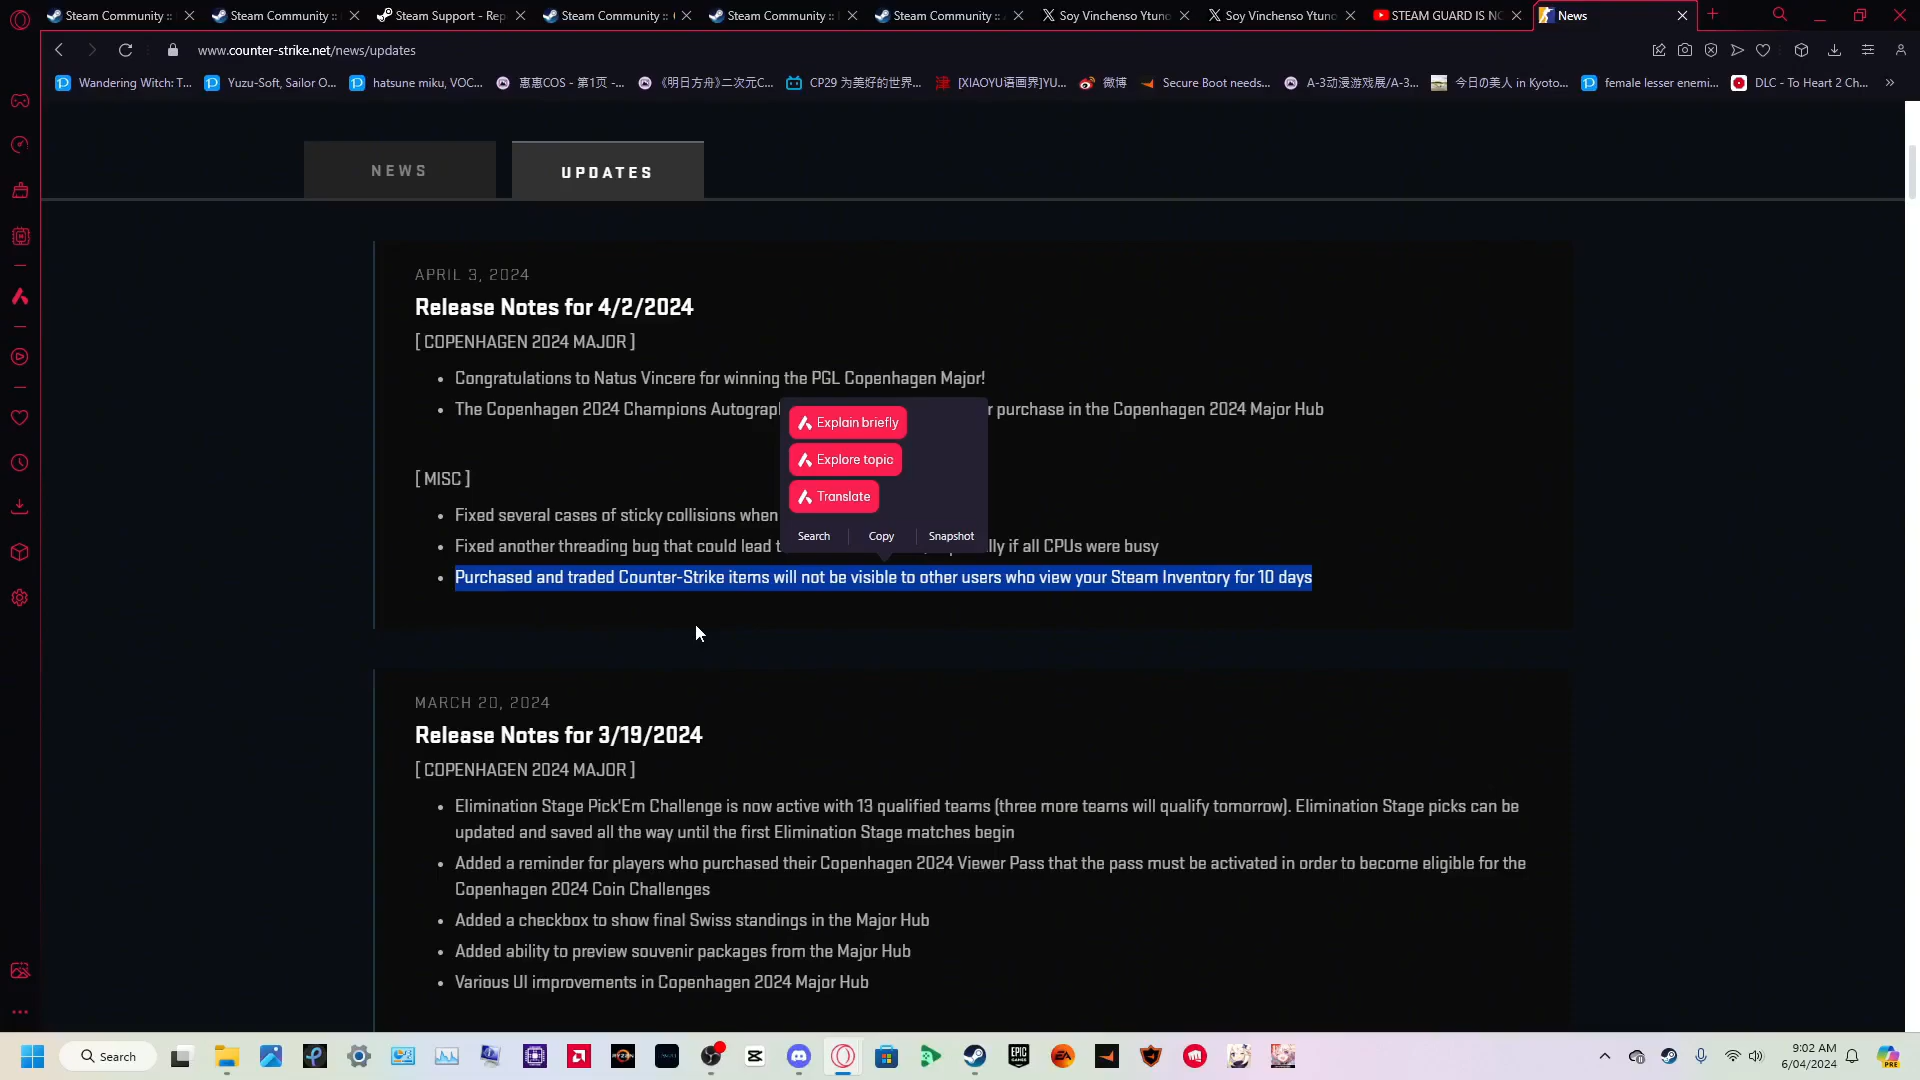 Steam Community ::
Steam Community ::
Steam Support - Rep
Steam Community ::
Steam Community ::
Steam Community ::
Soy Vinchenso Ytuno
Soy Vinchenso Ytuno
STEAM GUARD IS NO
News
www.counter-strike.net/news/updates
Wandering Witch: T...
Yuzu-Soft, Sailor O...
hatsune miku, VOC...
惠惠COS - 第1页 -...
《明日方舟》二次元C...
CP29 为美好的世界...
[XIAOYU语画界]YU...
微博
Secure Boot needs...
A-3动漫游戏展/A-3...
今日の美人 in Kyoto...
female lesser enemi...
DLC - To Heart 2 Ch...
NEWS
UPDATES
APRIL 3, 2024
Release Notes for 4/2/2024
[ COPENHAGEN 2024 MAJOR ]
• Congratulations to Natus Vincere for winning the PGL Copenhagen Major!
• The Copenhagen 2024 Champions Autograp r purchase in the Copenhagen 2024 Major Hub
Explain briefly
Explore topic
Translate
Search
Copy
Snapshot
[ MISC ]
• Fixed several cases of sticky collisions when
• Fixed another threading bug that could lead t ly if all CPUs were busy
• Purchased and traded Counter-Strike items will not be visible to other users who view your Steam Inventory for 10 days
MARCH 20, 2024
Release Notes for 3/19/2024
[ COPENHAGEN 2024 MAJOR ]
• Elimination Stage Pick'Em Challenge is now active with 13 qualified teams (three more teams will qualify tomorrow). Elimination Stage picks can be
updated and saved all the way until the first Elimination Stage matches begin
• Added a reminder for players who purchased their Copenhagen 2024 Viewer Pass that the pass must be activated in order to become eligible for the
Copenhagen 2024 Coin Challenges
• Added a checkbox to show final Swiss standings in the Major Hub
• Added ability to preview souvenir packages from the Major Hub
• Various UI improvements in Copenhagen 2024 Major Hub
Search
RYZEN
EPIC
GAMES
EA
9:02 AM
6/04/2024
PRE